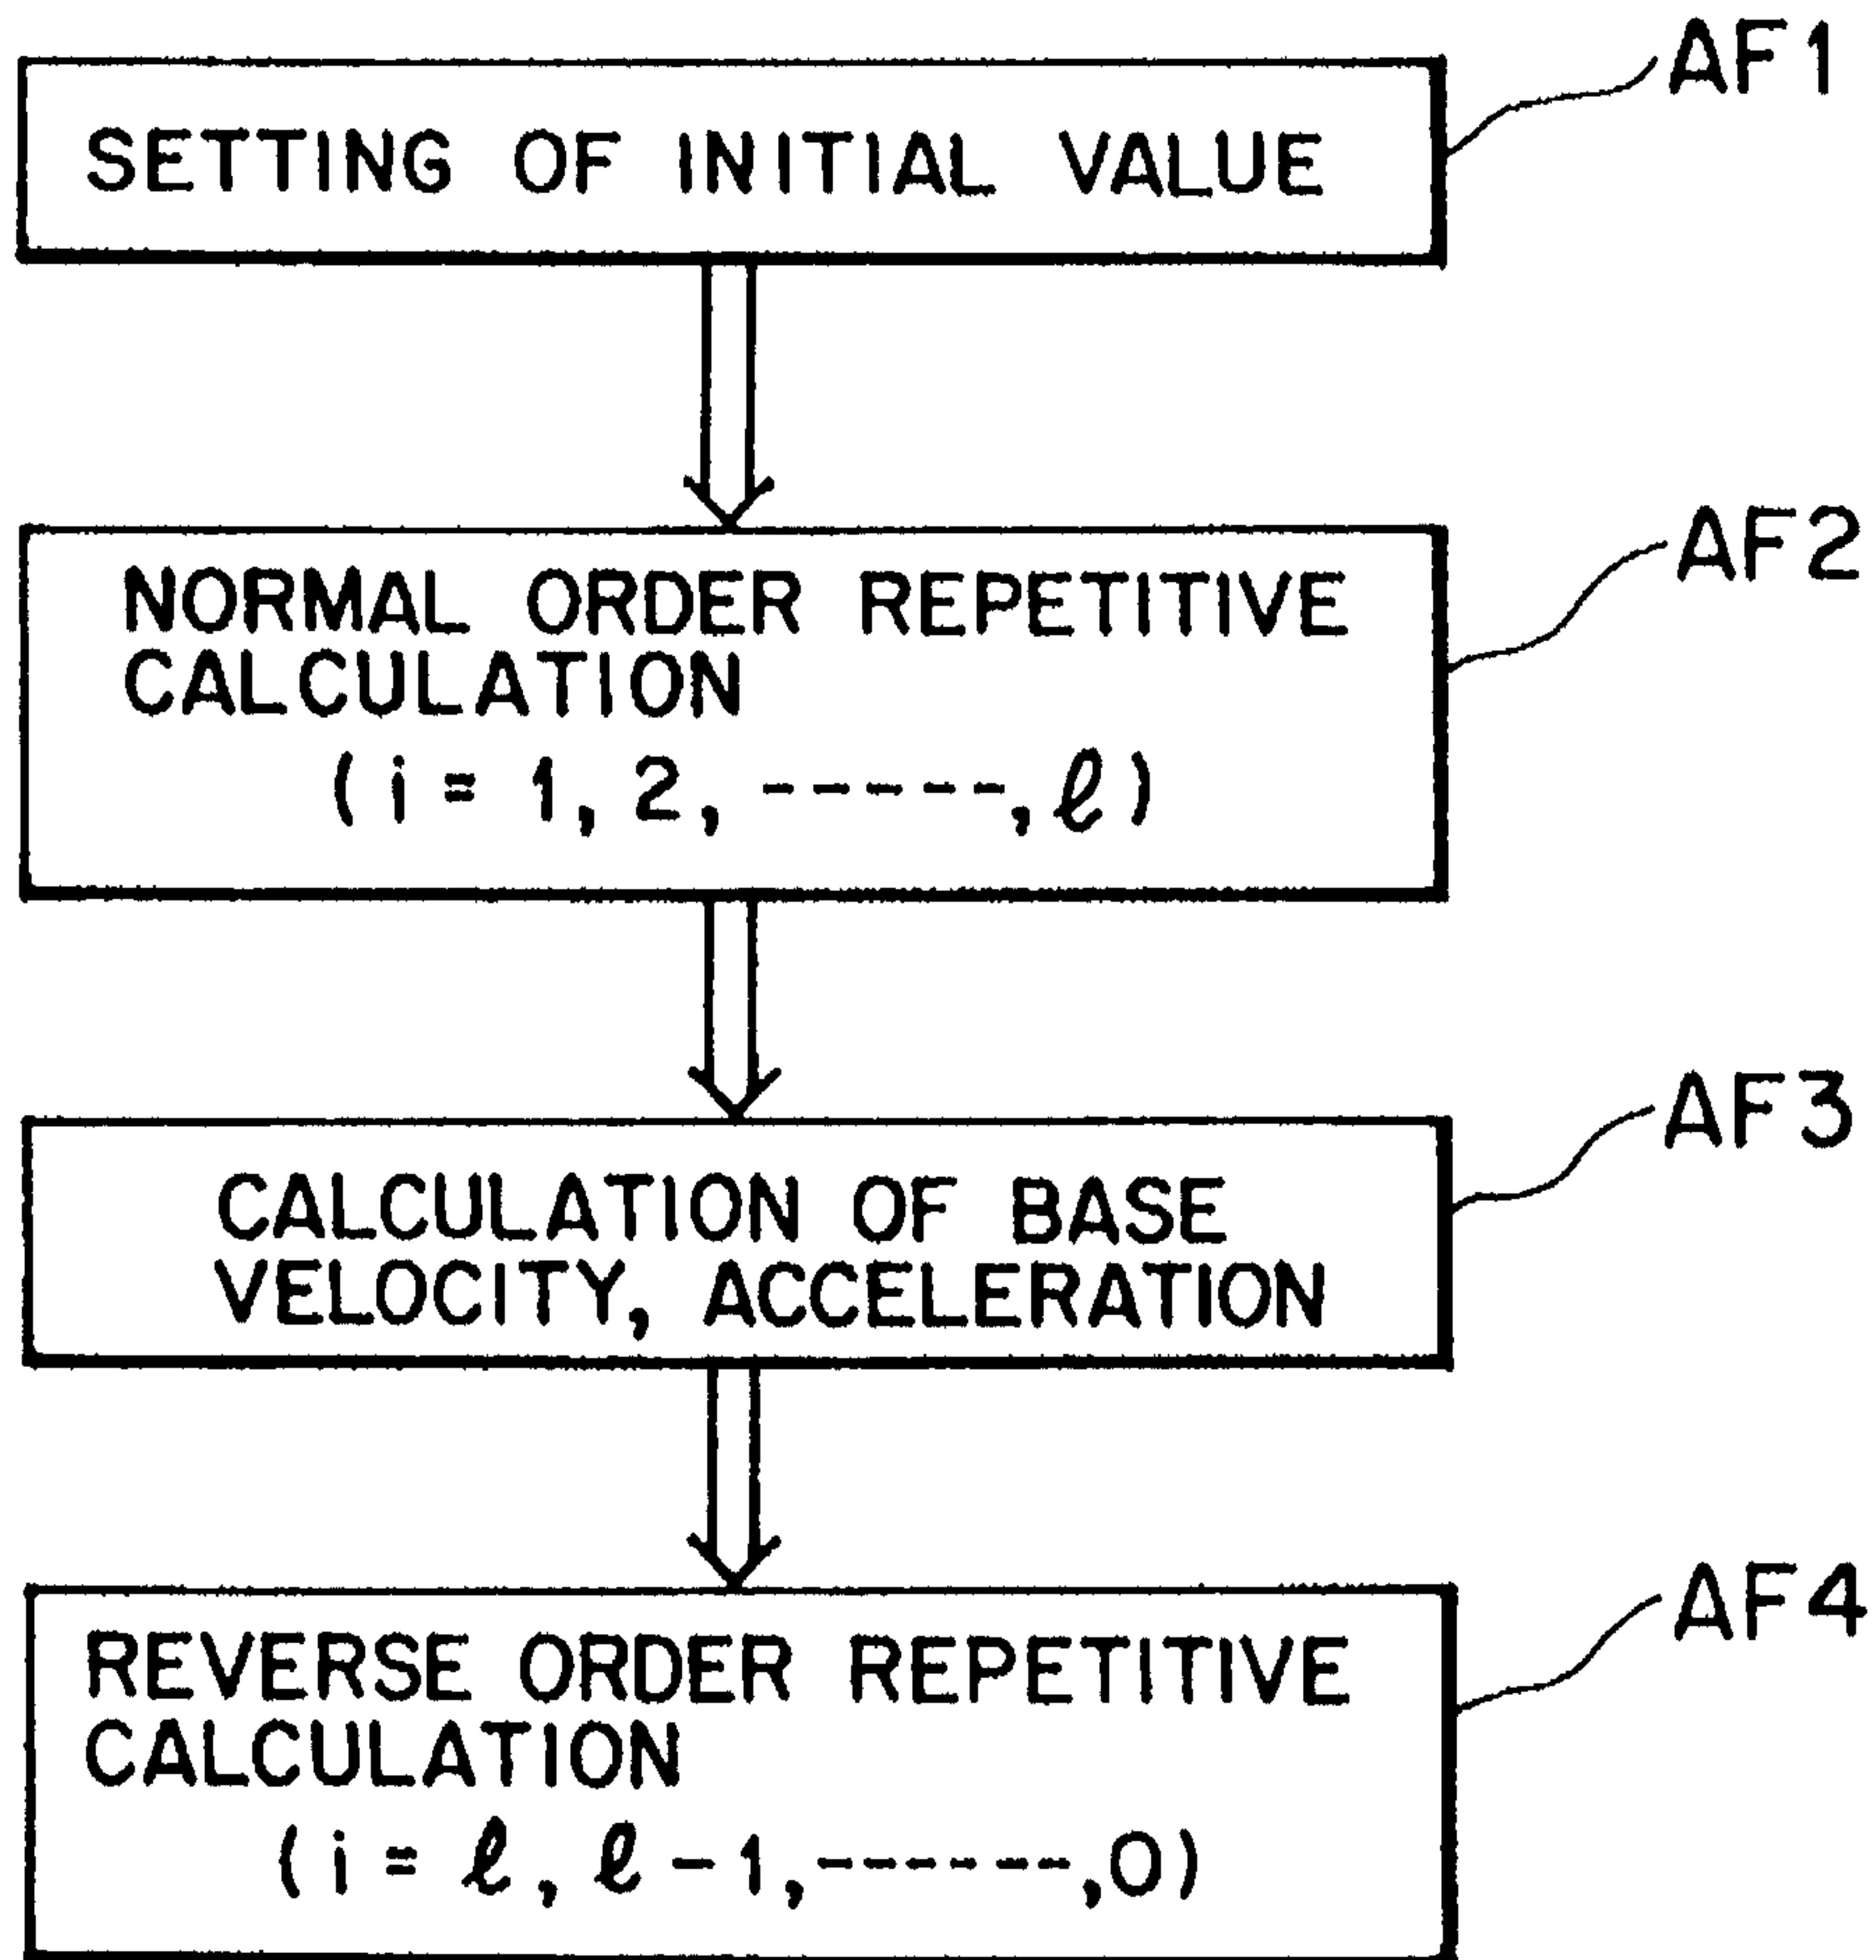 AF1
SETTING OF INITIAL VALUE
AF2
NORMAL ORDER REPETITIVE
CALCULATION
( i = 1, 2, -----, ℓ )
AF3
CALCULATION OF BASE
VELOCITY, ACCELERATION
AF4
REVERSE ORDER REPETITIVE
CALCULATION
( i = ℓ, ℓ - 1, ------, 0 )